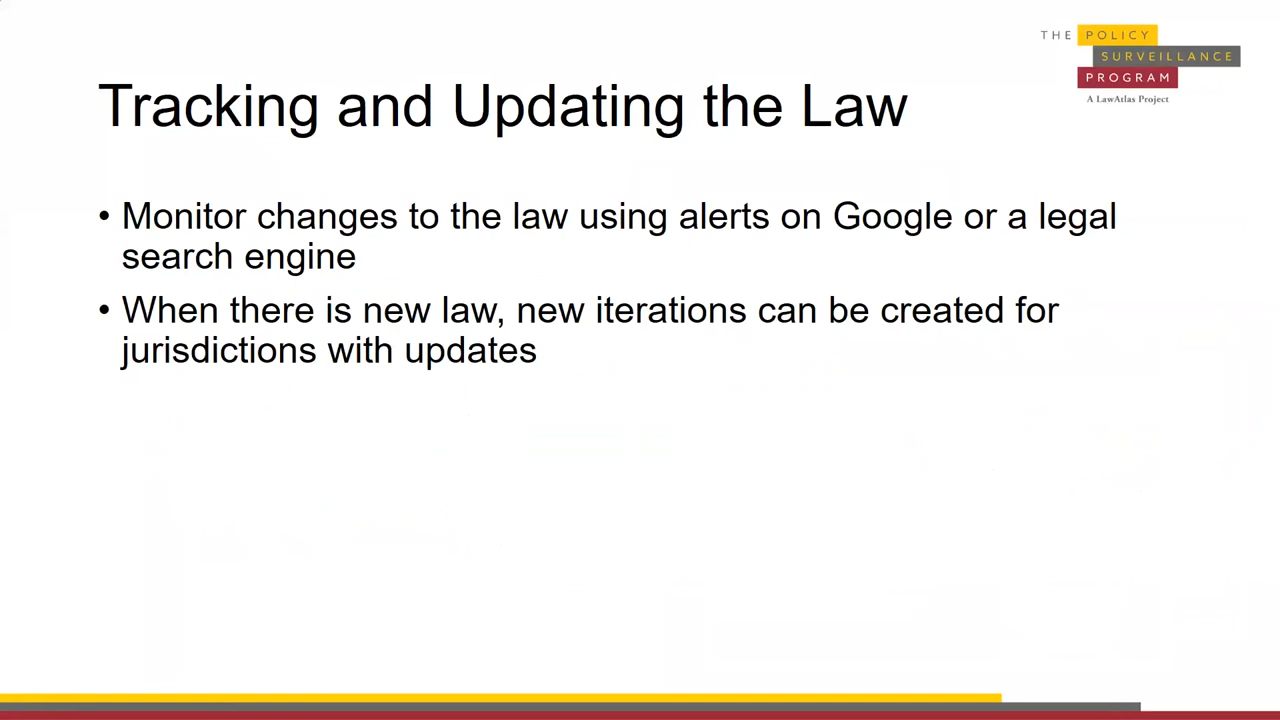 THE POLICY
SURVEILLANCE
PROGRAM
A LawAtlas Project
Tracking and Updating the Law
• Monitor changes to the law using alerts on Google or a legal
search engine
• When there is new law, new iterations can be created for
jurisdictions with updates